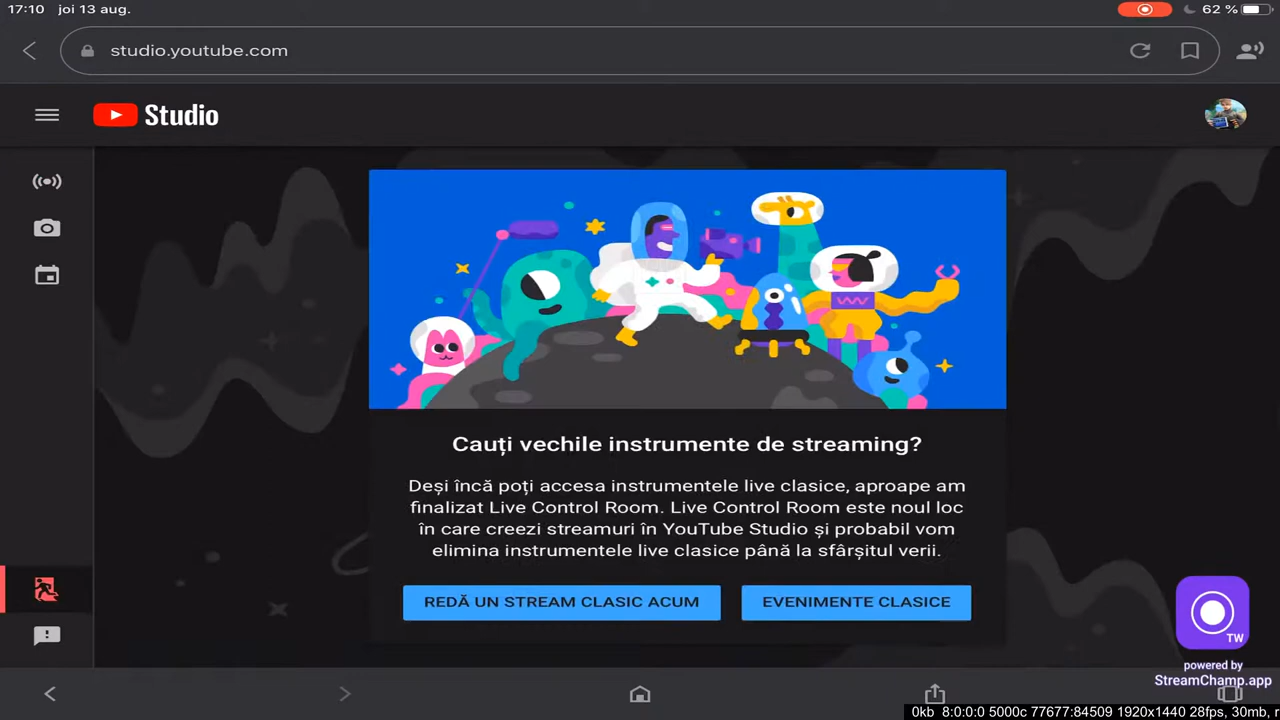 17:10 joi 13 aug. 62 %
studio.youtube.com
Studio
Cauți vechile instrumente de streaming?
Deși încă poți accesa instrumentele live clasice, aproape am
finalizat Live Control Room. Live Control Room este noul loc
în care creezi streamuri în YouTube Studio și probabil vom
elimina instrumentele live clasice până la sfârșitul verii.
REDĂ UN STREAM CLASIC ACUM EVENIMENTE CLASICE
TW
powered by
StreamChamp.app
0kb 8:0:0:0 5000c 77677:84509 1920x1440 28fps, 30mb, r